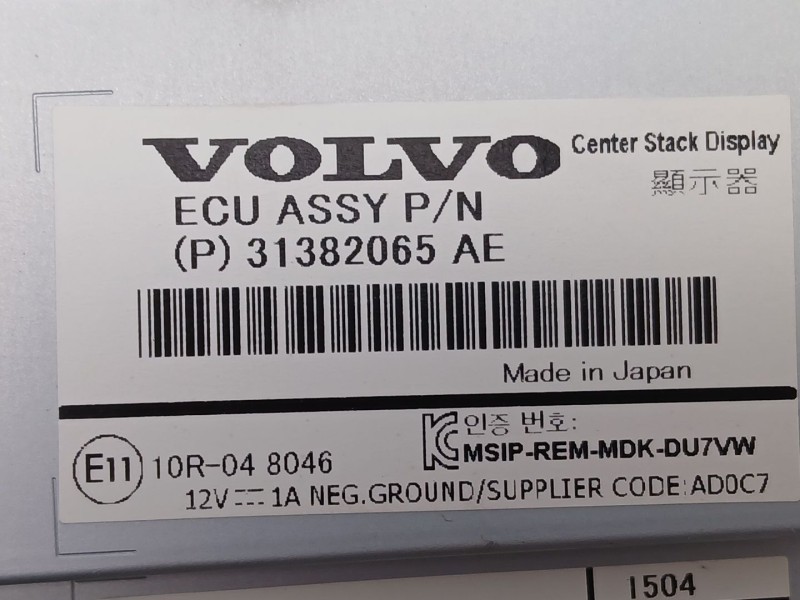 VOLVO Center Stack Display
顯示器
ECU ASSY P/N
(P) 31382065 AE
Made in Japan
E11 10R-04 8046
인증 번호:
MSIP-REM-MDK-DU7VW
12V⎓1A NEG.GROUND/SUPPLIER CODE:AD0C7
1504